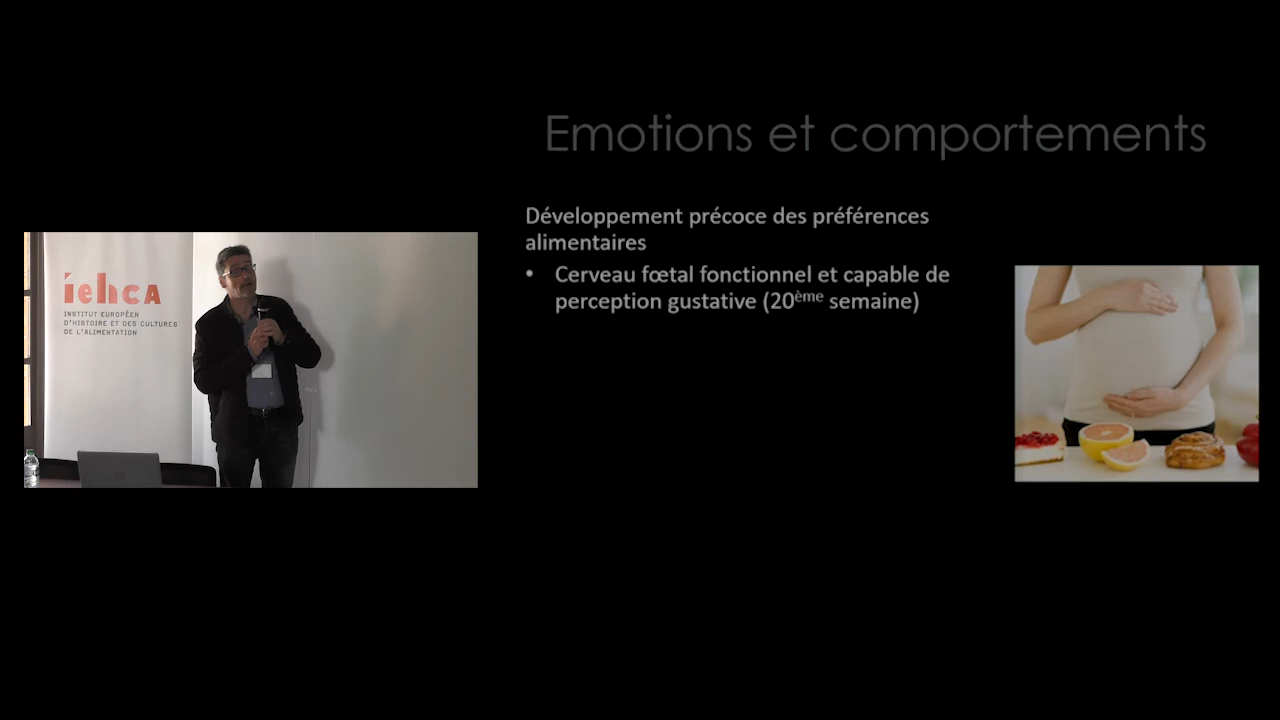 Emotions et comportements
Développement précoce des préférences
alimentaires
• Cerveau fœtal fonctionnel et capable de
perception gustative (20ème semaine)
iehca
INSTITUT EUROPÉEN
D'HISTOIRE ET DES CULTURES
DE L'ALIMENTATION